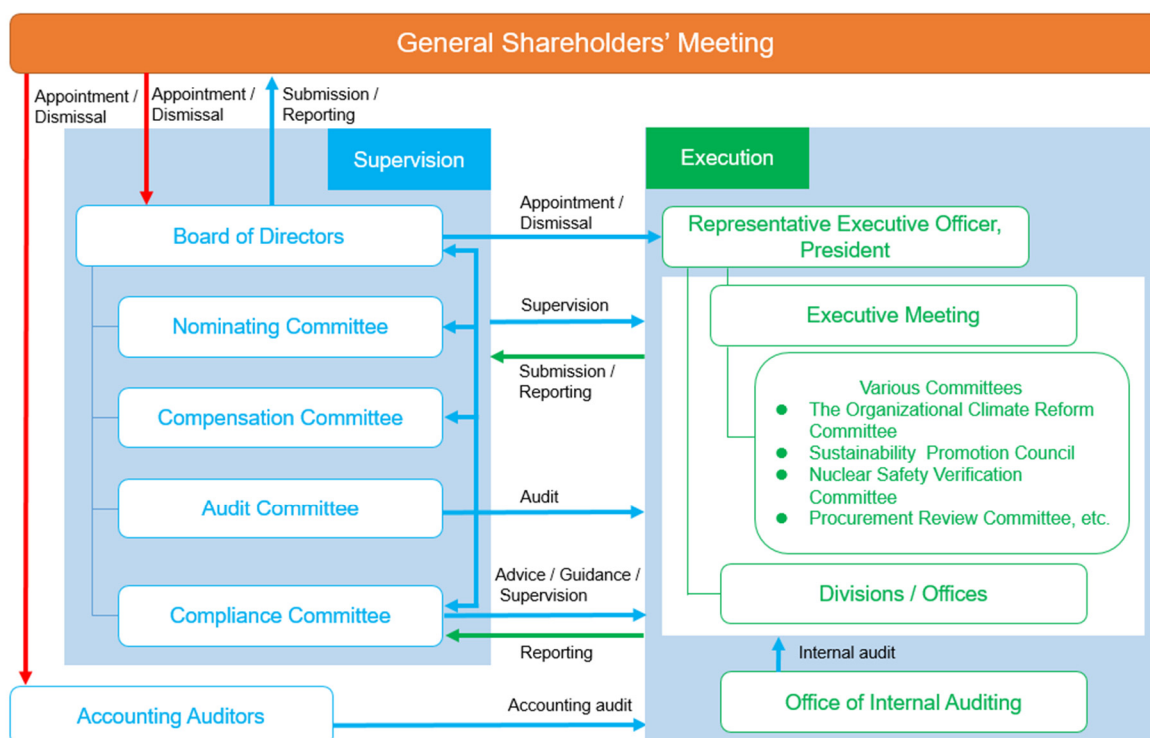 General Shareholders’ Meeting
Appointment /
Dismissal
Appointment /
Dismissal
Submission /
Reporting
Supervision
Execution
Board of Directors
Appointment /
Dismissal
Representative Executive Officer,
President
Nominating Committee
Supervision
Executive Meeting
Submission /
Reporting
Compensation Committee
Various Committees
● The Organizational Climate Reform
Committee
● Sustainability Promotion Council
● Nuclear Safety Verification
Committee
● Procurement Review Committee, etc.
Audit Committee
Audit
Advice / Guidance /
Supervision
Compliance Committee
Divisions / Offices
Reporting
Internal audit
Accounting Auditors
Accounting audit
Office of Internal Auditing